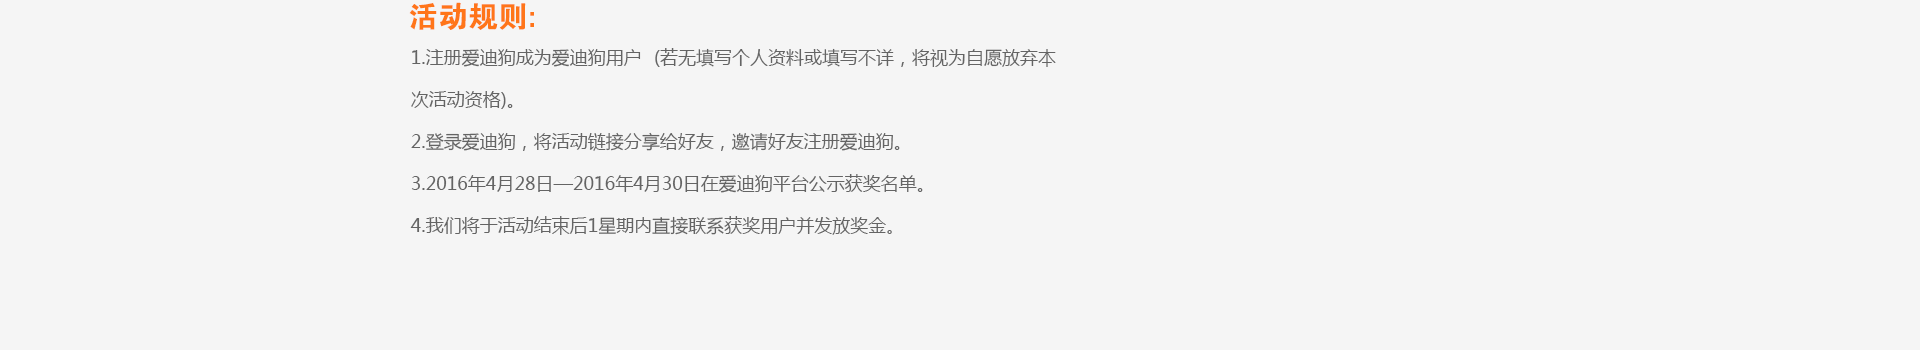 活动规则:
1.注册爱迪狗成为爱迪狗用户 (若无填写个人资料或填写不详，将视为自愿放弃本
次活动资格)。
2.登录爱迪狗，将活动链接分享给好友，邀请好友注册爱迪狗。
3.2016年4月28日—2016年4月30日在爱迪狗平台公示获奖名单。
4.我们将于活动结束后1星期内直接联系获奖用户并发放奖金。